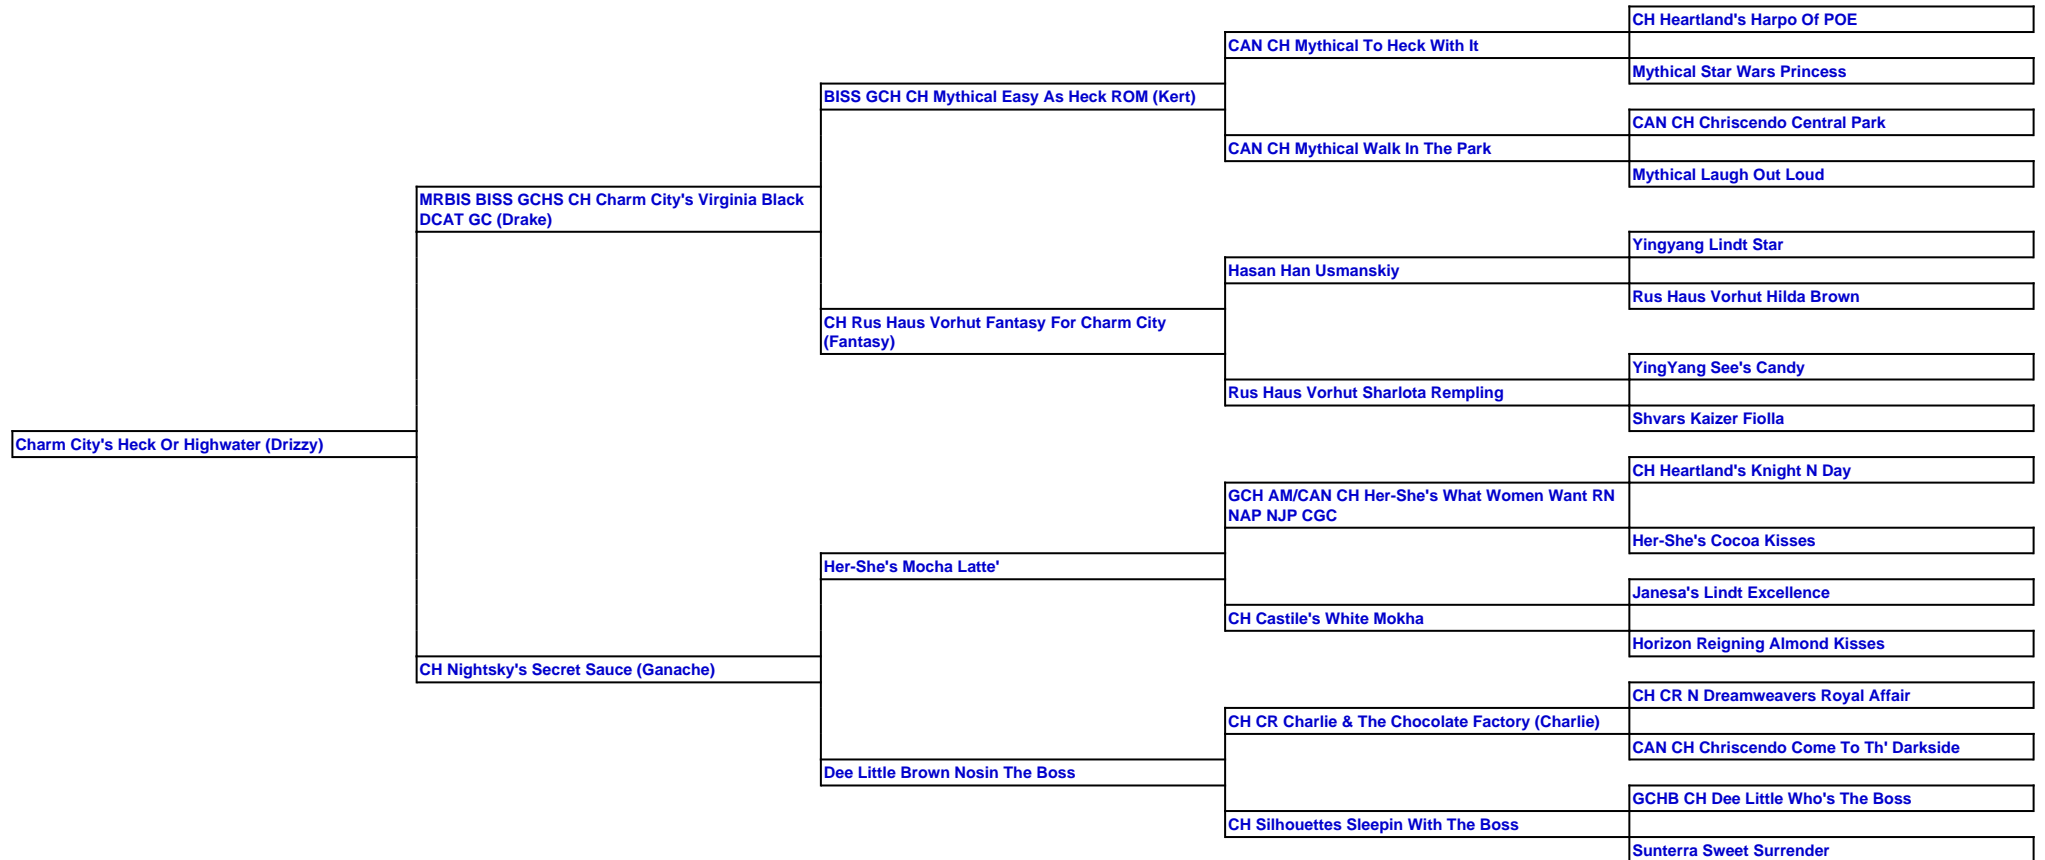 CH Heartland's Harpo Of POE
CAN CH Mythical To Heck With It
Mythical Star Wars Princess
BISS GCH CH Mythical Easy As Heck ROM (Kert)
CAN CH Chriscendo Central Park
CAN CH Mythical Walk In The Park
Mythical Laugh Out Loud
MRBIS BISS GCHS CH Charm City's Virginia Black
DCAT GC (Drake)
Yingyang Lindt Star
Hasan Han Usmanskiy
Rus Haus Vorhut Hilda Brown
CH Rus Haus Vorhut Fantasy For Charm City
(Fantasy)
YingYang See's Candy
Rus Haus Vorhut Sharlota Rempling
Shvars Kaizer Fiolla
Charm City's Heck Or Highwater (Drizzy)
CH Heartland's Knight N Day
GCH AM/CAN CH Her-She's What Women Want RN
NAP NJP CGC
Her-She's Cocoa Kisses
Her-She's Mocha Latte'
Janesa's Lindt Excellence
CH Castile's White Mokha
Horizon Reigning Almond Kisses
CH Nightsky's Secret Sauce (Ganache)
CH CR N Dreamweavers Royal Affair
CH CR Charlie & The Chocolate Factory (Charlie)
CAN CH Chriscendo Come To Th' Darkside
Dee Little Brown Nosin The Boss
GCHB CH Dee Little Who's The Boss
CH Silhouettes Sleepin With The Boss
Sunterra Sweet Surrender